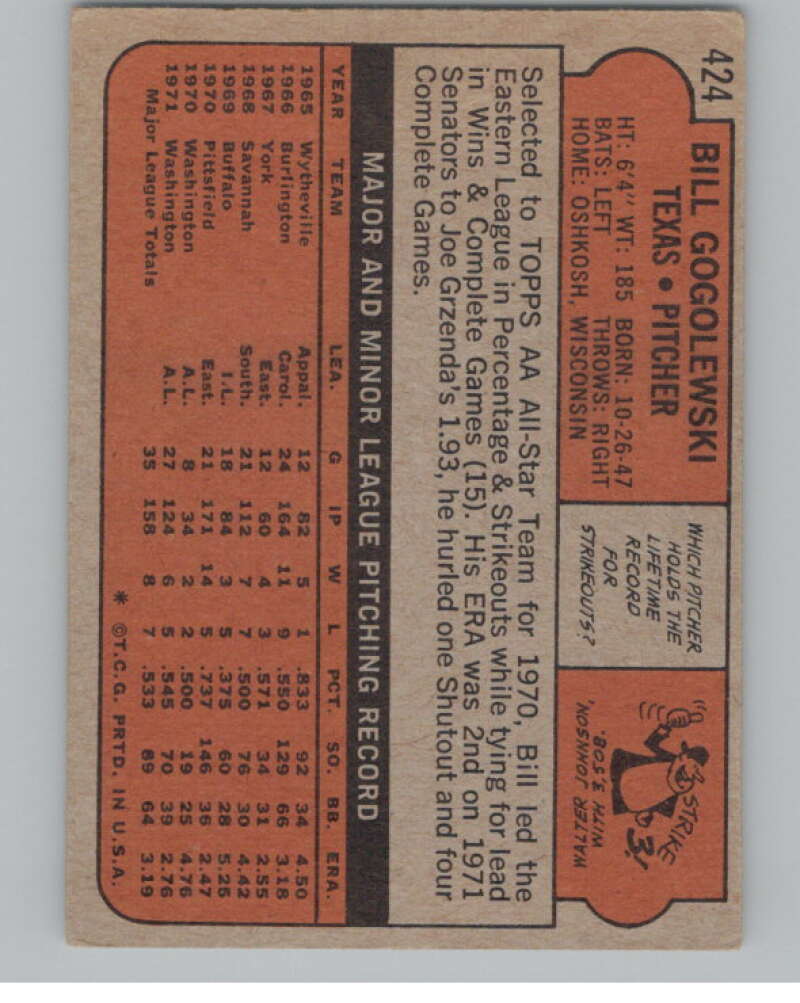 424
BILL GOGOLEWSKI
TEXAS • PITCHER
HT: 6'4" WT: 185 BORN: 10-26-47
BATS: LEFT THROWS: RIGHT
HOME: OSHKOSH, WISCONSIN
WHICH PITCHER
HOLDS THE
LIFETIME
RECORD
FOR
STRIKEOUTS?
STRIKE
3!
WALTER JOHNSON,
WITH 3,508.
Selected to TOPPS AA All-Star Team for 1970, Bill led the
Eastern League in Percentage & Strikeouts while tying for lead
in Wins & Complete Games (15). His ERA was 2nd on 1971
Senators to Joe Grzenda's 1.93, he hurled one Shutout and four
Complete Games.
MAJOR AND MINOR LEAGUE PITCHING RECORD
YEAR TEAM LEA. G IP W L PCT. SO. BB. ERA.
1965 Wytheville Appal. 12 82 5 1 .833 92 34 4.50
1966 Burlington Carol. 24 164 11 9 .550 129 66 3.18
1967 York East. 12 60 4 3 .571 34 31 2.55
1968 Savannah South. 21 112 7 7 .500 76 30 4.42
1969 Buffalo I.L. 18 84 3 5 .375 60 28 5.25
1970 Pittsfield East. 21 171 14 5 .737 146 36 2.47
1970 Washington A.L. 8 34 2 2 .500 19 25 4.76
1971 Washington A.L. 27 124 6 5 .545 70 39 2.76
Major League Totals 35 158 8 7 .533 89 64 3.19
* ©T.C.G. PRTD. IN U.S.A.